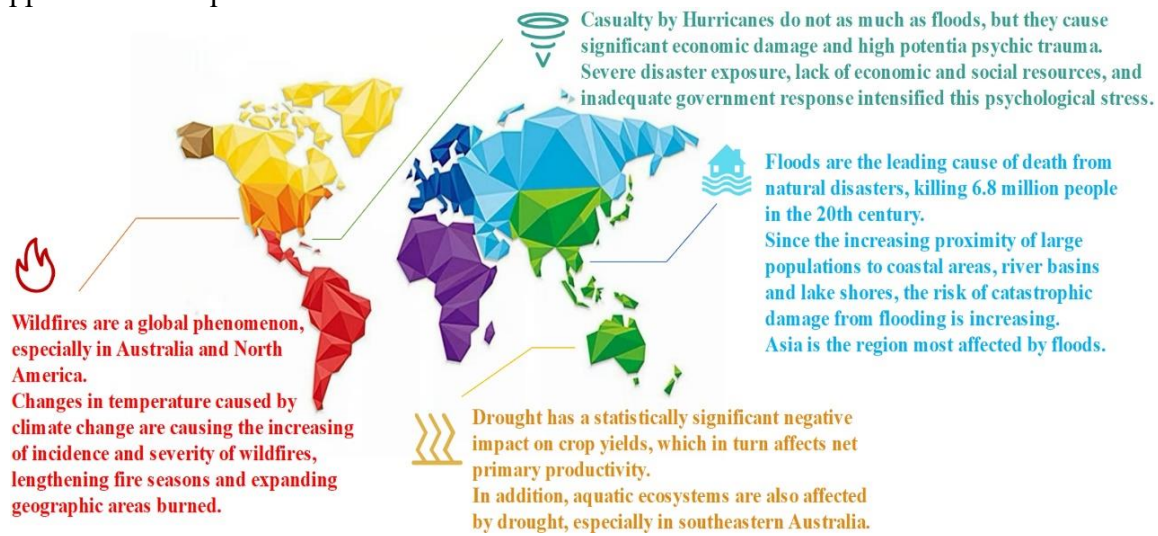 Casualty by Hurricanes do not as much as floods, but they cause
significant economic damage and high potentia psychic trauma.
Severe disaster exposure, lack of economic and social resources, and
inadequate government response intensified this psychological stress.
Floods are the leading cause of death from
natural disasters, killing 6.8 million people
in the 20th century.
Since the increasing proximity of large
populations to coastal areas, river basins
and lake shores, the risk of catastrophic
damage from flooding is increasing.
Asia is the region most affected by floods.
Wildfires are a global phenomenon,
especially in Australia and North
America.
Changes in temperature caused by
climate change are causing the increasing
of incidence and severity of wildfires,
lengthening fire seasons and expanding
geographic areas burned.
Drought has a statistically significant negative
impact on crop yields, which in turn affects net
primary productivity.
In addition, aquatic ecosystems are also affected
by drought, especially in southeastern Australia.